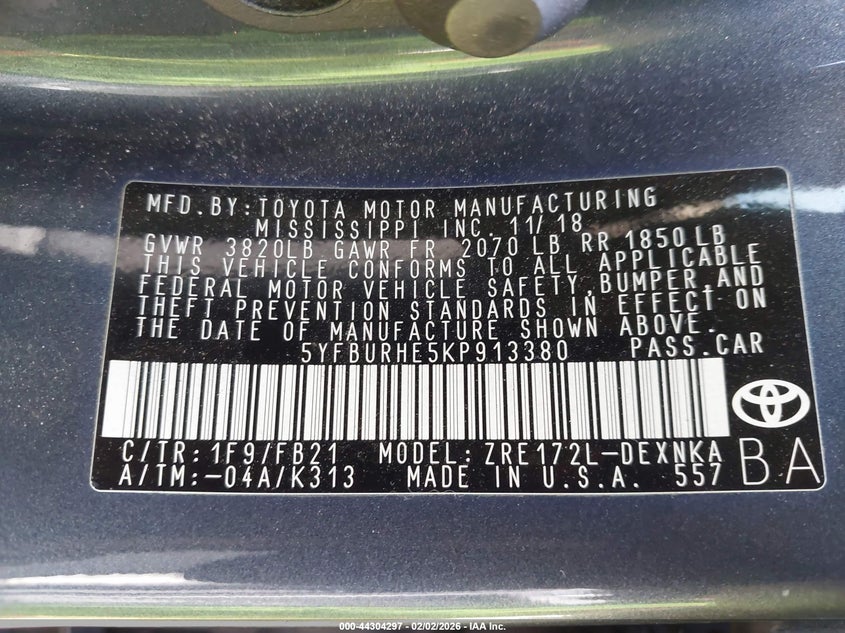 MFD.BY:TOYOTA MOTOR MANUFACTURING
MISSISSIPPI INC. 11/18
GVWR 3820LB GAWR FR 2070 LB RR 1850LB
THIS VEHICLE CONFORMS TO ALL APPLICABLE
FEDERAL MOTOR VEHICLE SAFETY,BUMPER,AND
THEFT PREVENTION STANDARDS IN EFFECT ON
THE DATE OF MANUFACTURE SHOWN ABOVE.
5YFBURHE5KP913380 PASS.CAR
C/TR:1F9/FB21 MODEL:ZRE172L-DEXNKA
A/TM:-04A/K313 MADE IN U.S.A. 557
BA
000-44304297 - 02/02/2026 - IAA Inc.